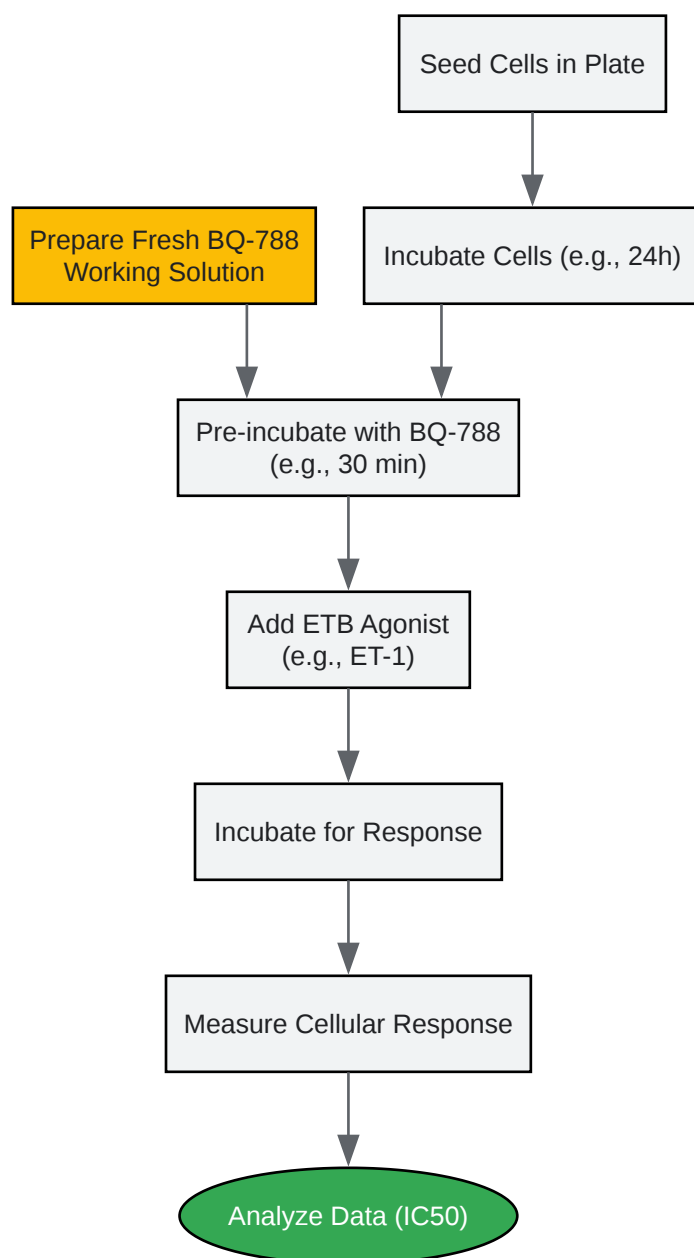 Seed Cells in Plate
Prepare Fresh BQ-788
Working Solution
Incubate Cells (e.g., 24h)
Pre-incubate with BQ-788
(e.g., 30 min)
Add ETB Agonist
(e.g., ET-1)
Incubate for Response
Measure Cellular Response
Analyze Data (IC50)